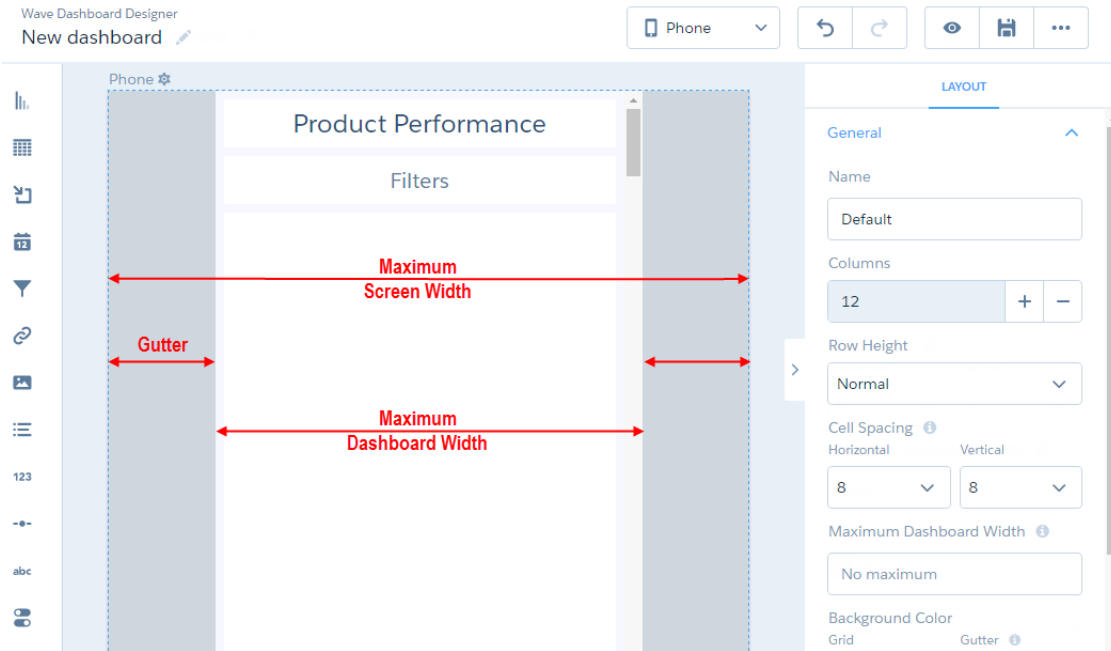 Wave Dashboard Designer
New dashboard
Phone
Phone
12
123
abc
Product Performance
Filters
Maximum
Screen Width
Gutter
Maximum
Dashboard Width
LAYOUT
General
Name
Default
Columns
12
Row Height
Normal
Cell Spacing
Horizontal Vertical
8 8
Maximum Dashboard Width
No maximum
Background Color
Grid Gutter